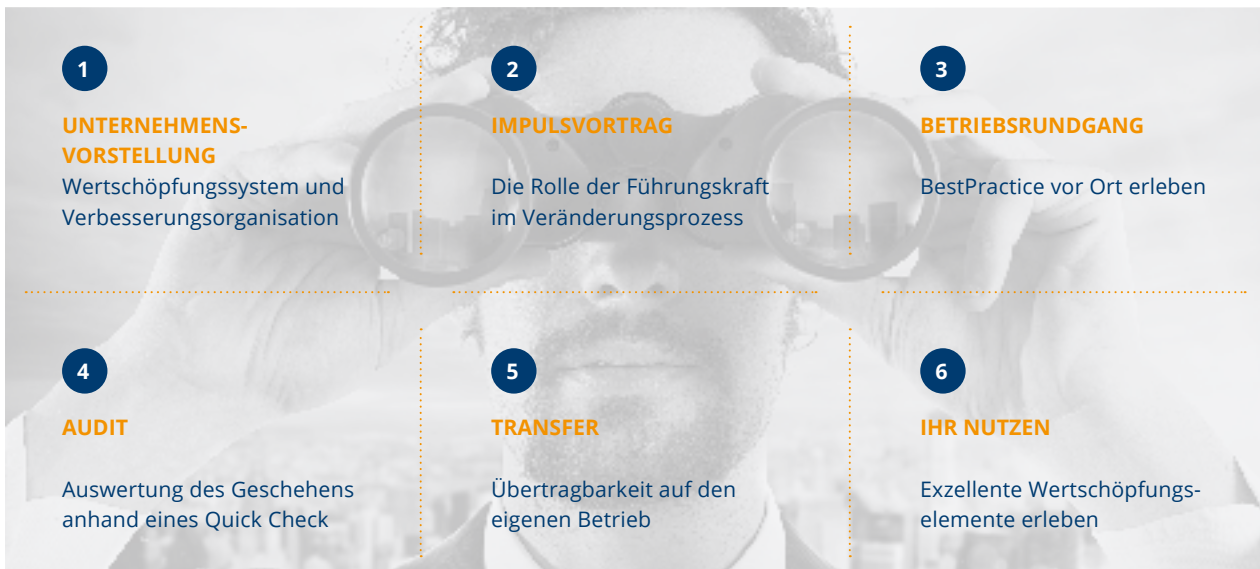 1
UNTERNEHMENS-
VORSTELLUNG
Wertschöpfungssystem und
Verbesserungsorganisation
2
IMPULSVORTRAG
Die Rolle der Führungskraft
im Veränderungsprozess
3
BETRIEBSRUNDGANG
BestPractice vor Ort erleben
4
AUDIT
Auswertung des Geschehens
anhand eines Quick Check
5
TRANSFER
Übertragbarkeit auf den
eigenen Betrieb
6
IHR NUTZEN
Exzellente Wertschöpfungs-
elemente erleben